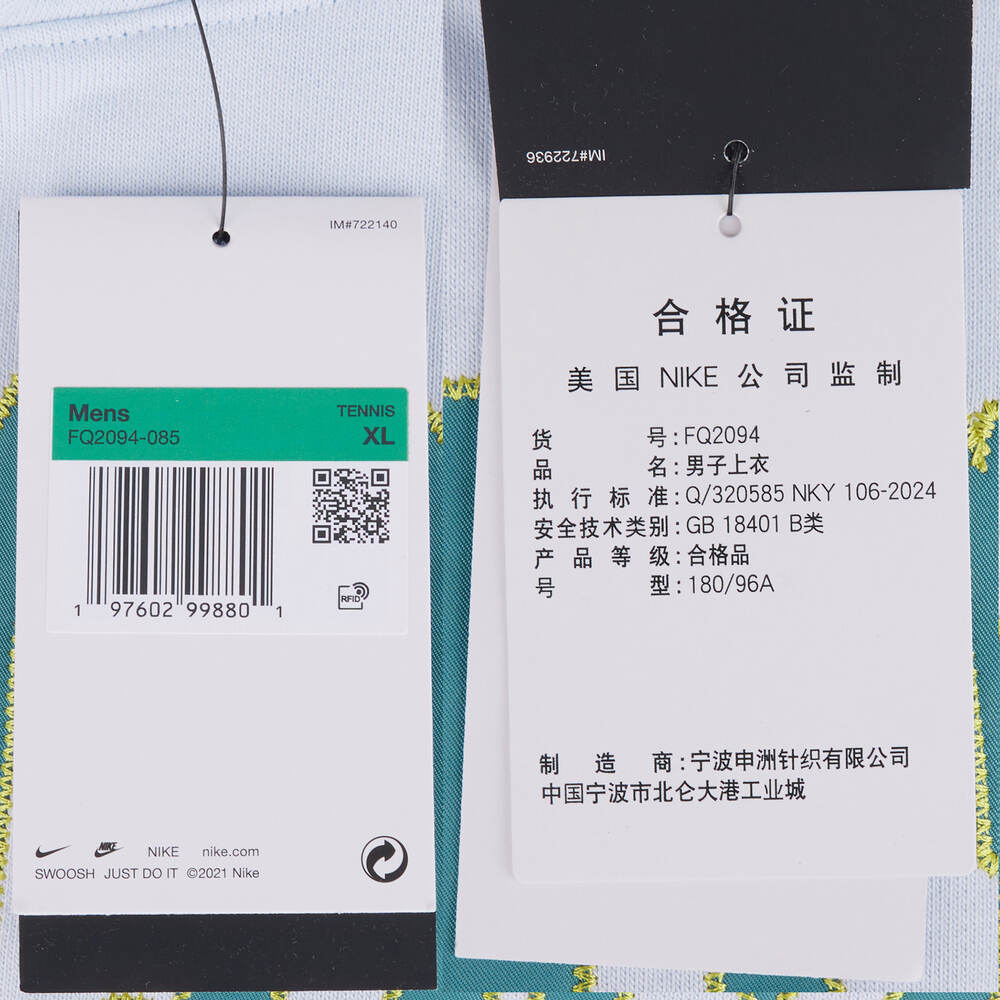 IM#722140
Mens TENNIS
FQ2094-085 XL
1 97602 99880 1
RFID
NIKE NIKE nike.com
SWOOSH JUST DO IT ©2021 Nike
IM#722936
合格证
美国 NIKE 公司监制
货号:FQ2094
品名:男子上衣
执行标准:Q/320585 NKY 106-2024
安全技术类别:GB 18401 B类
产品等级:合格品
号型:180/96A
制造商:宁波申洲针织有限公司
中国宁波市北仑大港工业城